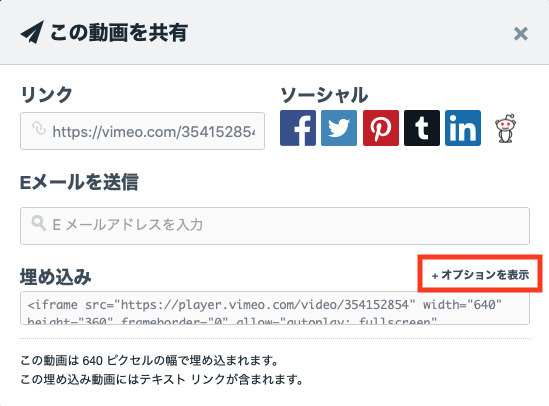 この動画を共有
リンク
ソーシャル
https://vimeo.com/354152854
Eメールを送信
E メールアドレスを入力
埋め込み
+ オプションを表示
<iframe src="https://player.vimeo.com/video/354152854" width="640"
height="360" frameborder="0" allow="autoplay; fullscreen"
この動画は 640 ピクセルの幅で埋め込まれます。
この埋め込み動画にはテキスト リンクが含まれます。